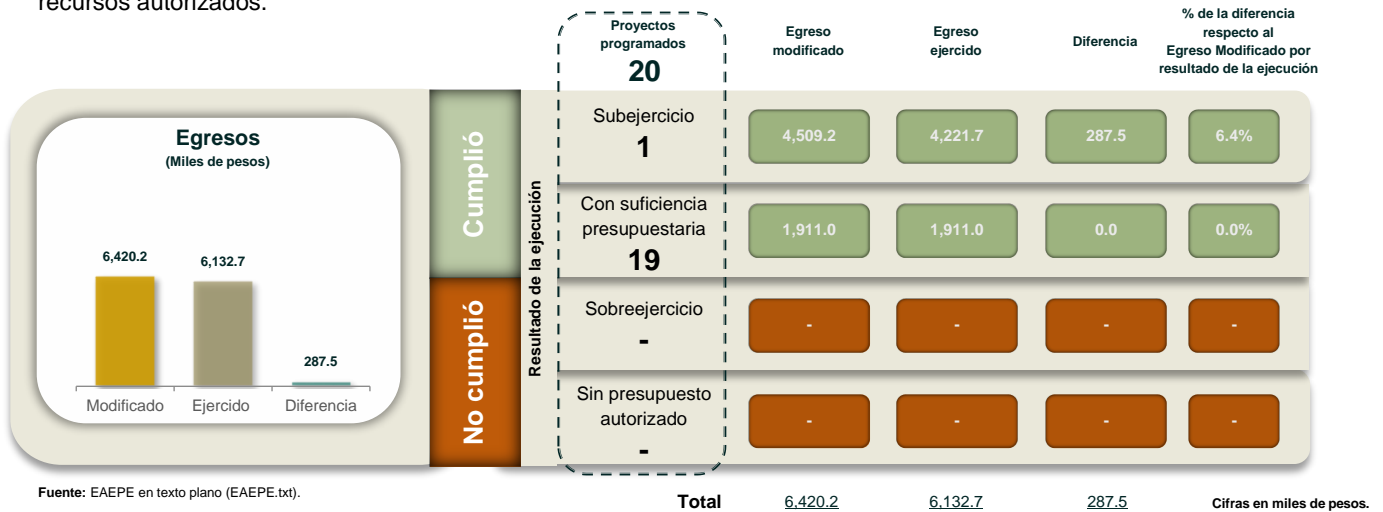 recursos autorizados.
Proyectos
programados
20
Egreso
modificado
Egreso
ejercido
Diferencia
% de la diferencia
respecto al
Egreso Modificado por
resultado de la ejecución
Egresos
(Miles de pesos)
6,420.2
6,132.7
287.5
Modificado
Ejercido
Diferencia
Cumplió
No cumplió
Resultado de la ejecución
Subejercicio
1
4,509.2
4,221.7
287.5
6.4%
Con suficiencia
presupuestaria
19
1,911.0
1,911.0
0.0
0.0%
Sobreejercicio
-
-
-
-
-
Sin presupuesto
autorizado
-
-
-
-
-
Fuente: EAEPE en texto plano (EAEPE.txt).
Total
6,420.2
6,132.7
287.5
Cifras en miles de pesos.